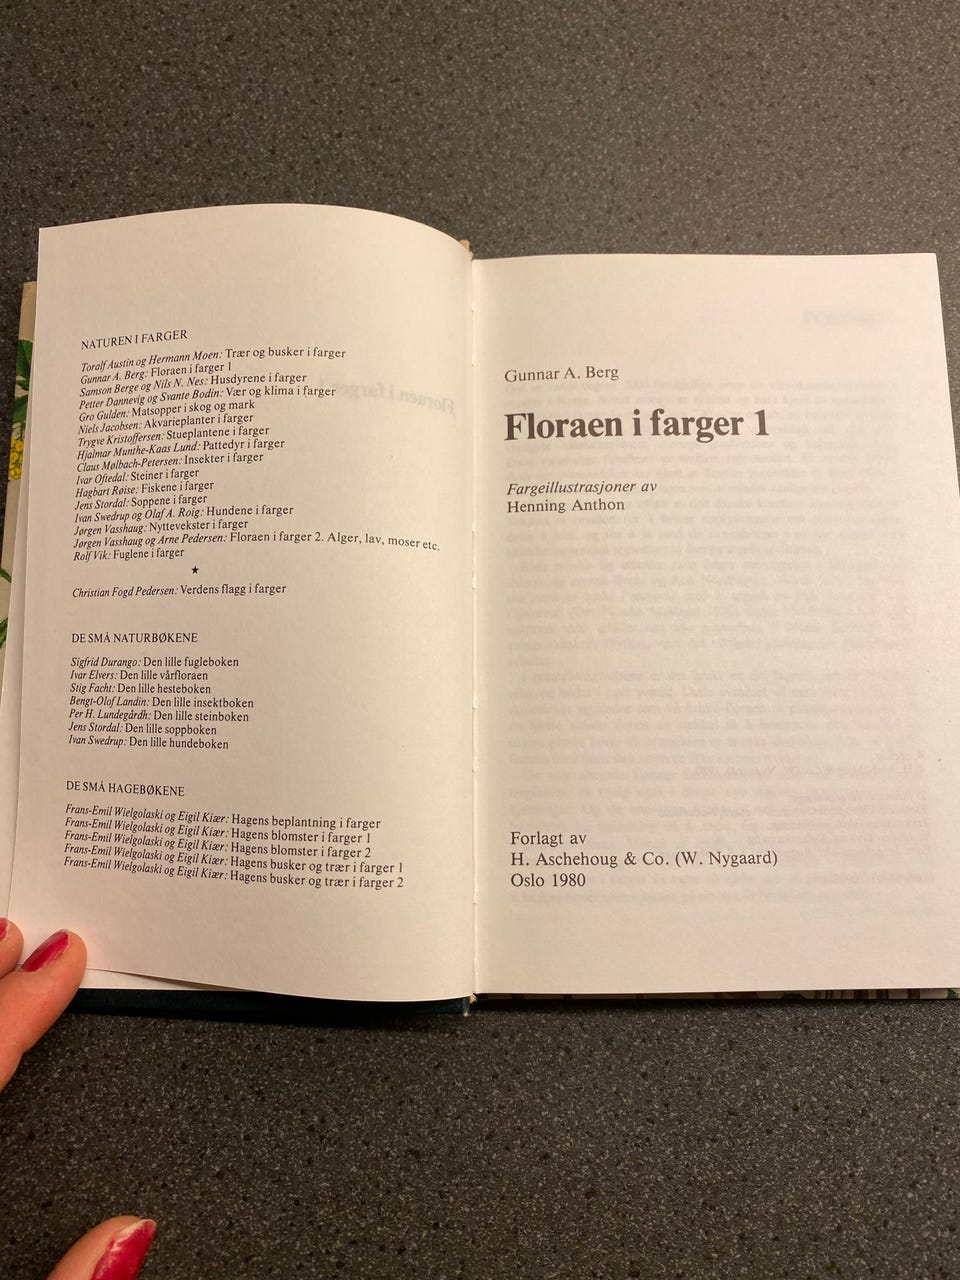 NATUREN I FARGER
Toralf Austin og Hermann Moen: Trær og busker i farger
Gunnar A. Berg: Floraen i farger 1
Samson Berge og Nils N. Nes: Husdyrene i farger
Petter Dannevig og Svante Bodin: Vær og klima i farger
Gro Gulden: Matsopper i skog og mark
Niels Jacobsen: Akvarieplanter i farger
Trygve Kristoffersen: Stueplantene i farger
Hjalmar Munthe-Kaas Lund: Pattedyr i farger
Claus Mølbach-Petersen: Insekter i farger
Ivar Oftedal: Steiner i farger
Hagbart Røise: Fiskene i farger
Jens Stordal: Soppene i farger
Ivan Swedrup og Olaf A. Roig: Hundene i farger
Jørgen Vasshaug: Nyttevekster i farger
Jørgen Vasshaug og Arne Pedersen: Floraen i farger 2. Alger, lav, moser etc.
Rolf Vik: Fuglene i farger
★
Christian Fogd Pedersen: Verdens flagg i farger
DE SMÅ NATURBØKENE
Sigfrid Durango: Den lille fugleboken
Ivar Elvers: Den lille vårfloraen
Stig Facht: Den lille hesteboken
Bengt-Olof Landin: Den lille insektboken
Per H. Lundegårdh: Den lille steinboken
Jens Stordal: Den lille soppboken
Ivan Swedrup: Den lille hundeboken
DE SMÅ HAGEBØKENE
Frans-Emil Wielgolaski og Eigil Kiær: Hagens beplantning i farger
Frans-Emil Wielgolaski og Eigil Kiær: Hagens blomster i farger 1
Frans-Emil Wielgolaski og Eigil Kiær: Hagens blomster i farger 2
Frans-Emil Wielgolaski og Eigil Kiær: Hagens busker og trær i farger 1
Frans-Emil Wielgolaski og Eigil Kiær: Hagens busker og trær i farger 2
Gunnar A. Berg
Floraen i farger 1
Fargeillustrasjoner av
Henning Anthon
Forlagt av
H. Aschehoug & Co. (W. Nygaard)
Oslo 1980